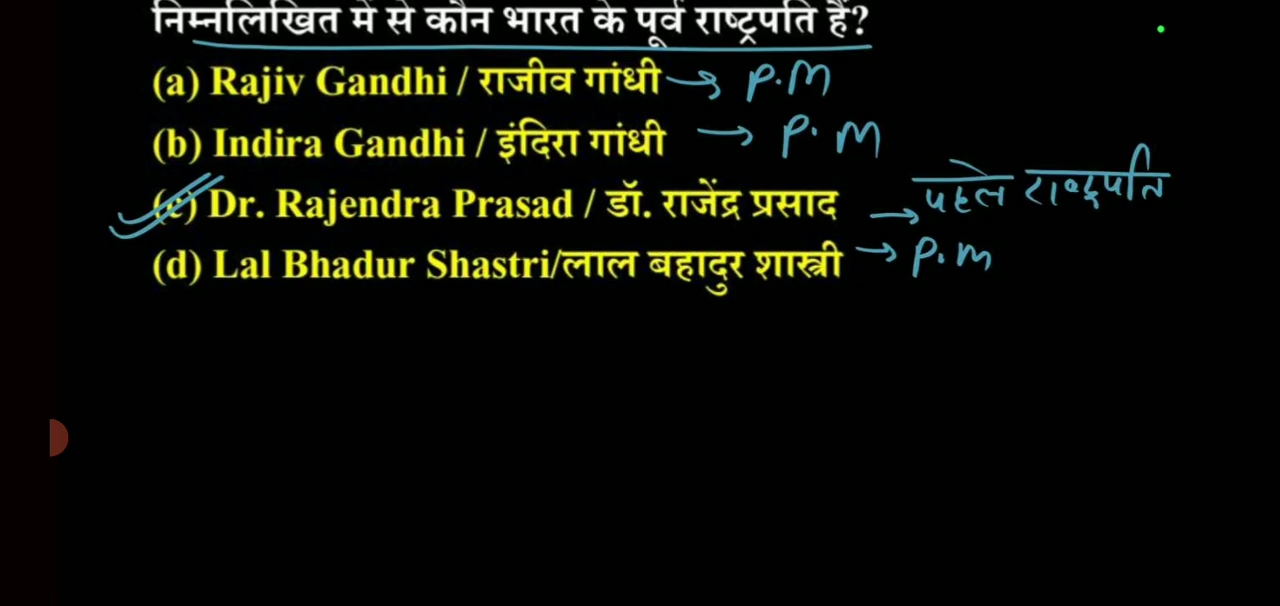 निम्नलिखित में से कौन भारत के पूर्व राष्ट्रपति हैं?
(a) Rajiv Gandhi / राजीव गांधी → P.M
(b) Indira Gandhi / इंदिरा गांधी → P.M
(c) Dr. Rajendra Prasad / डॉ. राजेंद्र प्रसाद → पहले राष्ट्रपति
(d) Lal Bhadur Shastri/लाल बहादुर शास्त्री → P.M